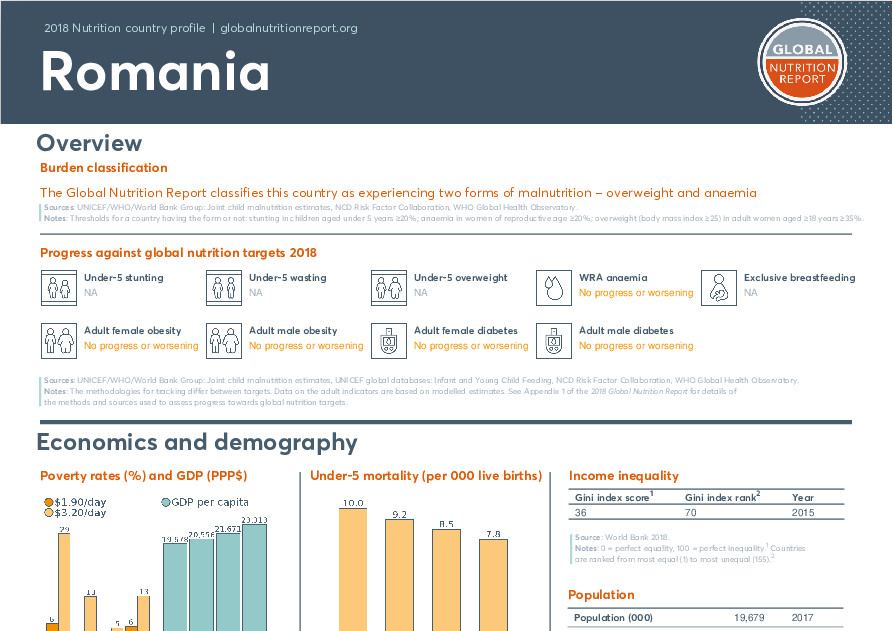 2018 Nutrition country profile | globalnutritionreport.org
Romania
GLOBAL
NUTRITION
REPORT
Overview
Burden classification
The Global Nutrition Report classifies this country as experiencing two forms of malnutrition – overweight and anaemia
Sources: UNICEF/WHO/World Bank Group: Joint child malnutrition estimates, NCD Risk Factor Collaboration, WHO Global Health Observatory.
Notes: Thresholds for a country having the form or not: stunting in children aged under 5 years ≥20%; anaemia in women of reproductive age ≥20%; overweight (body mass index ≥25) in adult women aged ≥18 years ≥35%.
Progress against global nutrition targets 2018
Under-5 stunting
NA
Under-5 wasting
NA
Under-5 overweight
NA
WRA anaemia
No progress or worsening
Exclusive breastfeeding
NA
Adult female obesity
No progress or worsening
Adult male obesity
No progress or worsening
Adult female diabetes
No progress or worsening
Adult male diabetes
No progress or worsening
Sources: UNICEF/WHO/World Bank Group: Joint child malnutrition estimates, UNICEF global databases: Infant and Young Child Feeding, NCD Risk Factor Collaboration, WHO Global Health Observatory.
Notes: The methodologies for tracking differ between targets. Data on the adult indicators are based on modelled estimates. See Appendix 1 of the 2018 Global Nutrition Report for details of
the methods and sources used to assess progress towards global nutrition targets.
Economics and demography
Poverty rates (%) and GDP (PPP$)
$1.90/day
$3.20/day
GDP per capita
29
6
13
5
6
13
19,678
20,556
21,671
Under-5 mortality (per 000 live births)
10.0
9.2
8.5
7.8
Income inequality
Gini index score1 Gini index rank2 Year
36 70 2015
Source: World Bank 2018.
Notes: 0 = perfect equality, 100 = perfect inequality.1 Countries
are ranked from most equal (1) to most unequal (155).2
Population
Population (000) 19,679 2017